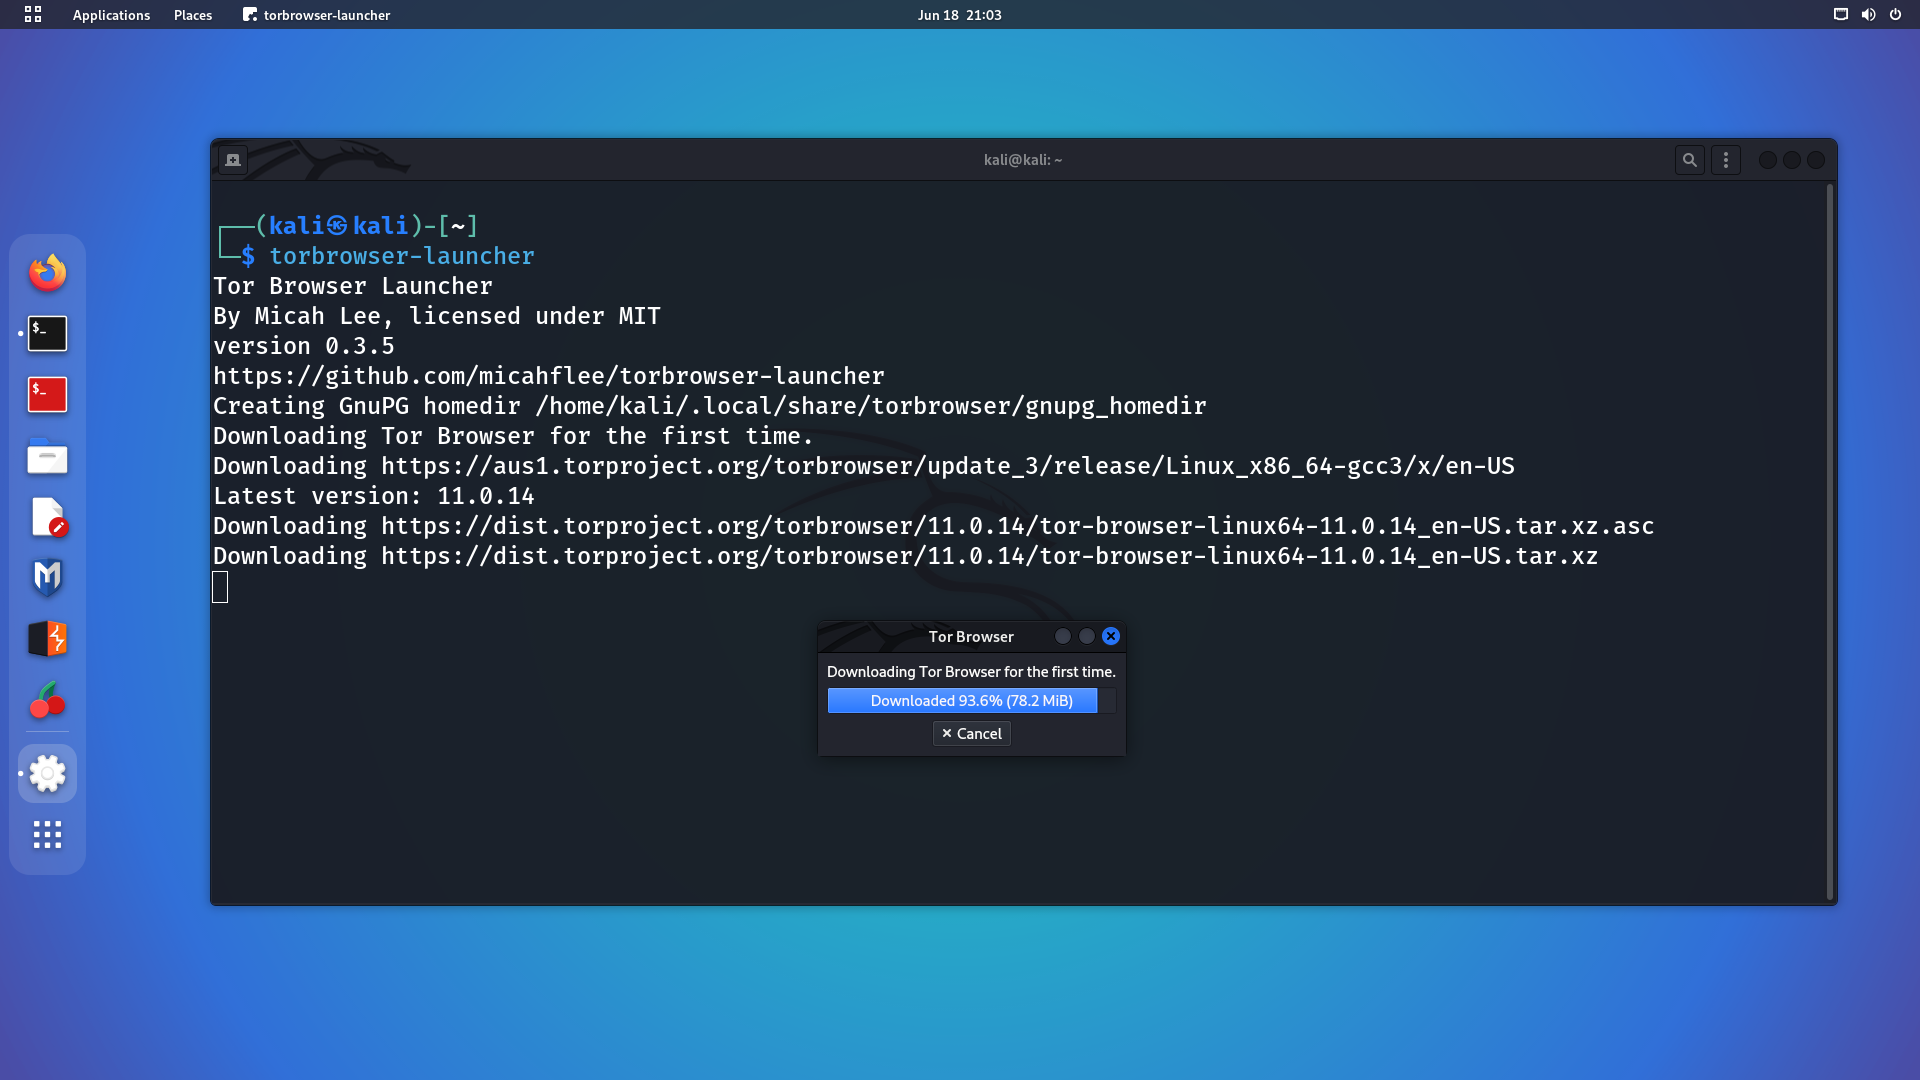 Applications Places torbrowser-launcher Jun 18 21:03
kali@kali: ~
(kali㉿kali)-[~]
$ torbrowser-launcher
Tor Browser Launcher
By Micah Lee, licensed under MIT
version 0.3.5
https://github.com/micahflee/torbrowser-launcher
Creating GnuPG homedir /home/kali/.local/share/torbrowser/gnupg_homedir
Downloading Tor Browser for the first time.
Downloading https://aus1.torproject.org/torbrowser/update_3/release/Linux_x86_64-gcc3/x/en-US
Latest version: 11.0.14
Downloading https://dist.torproject.org/torbrowser/11.0.14/tor-browser-linux64-11.0.14_en-US.tar.xz.asc
Downloading https://dist.torproject.org/torbrowser/11.0.14/tor-browser-linux64-11.0.14_en-US.tar.xz
Tor Browser
Downloading Tor Browser for the first time.
Downloaded 93.6% (78.2 MiB)
Cancel
$_
$_